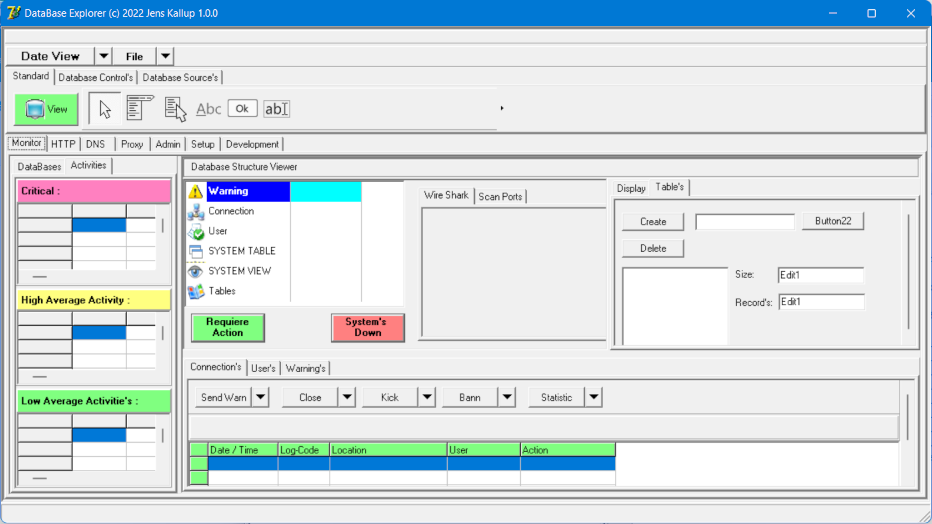 DataBase Explorer (c) 2022 Jens Kallup 1.0.0
Date View File
Standard Database Control's Database Source's
View Abc Ok abI
Monitor HTTP DNS Proxy Admin Setup Development
DataBases Activities
Critical :
High Average Activity :
Low Average Activitie's :
Database Structure Viewer
Warning
Connection
User
SYSTEM TABLE
SYSTEM VIEW
Tables
Requiere
Action
System's
Down
Wire Shark Scan Ports
Display Table's
Create Button22
Delete
Size: Edit1
Record's: Edit1
Connection's User's Warning's
Send Warn Close Kick Bann Statistic
Date / Time Log-Code Location User Action